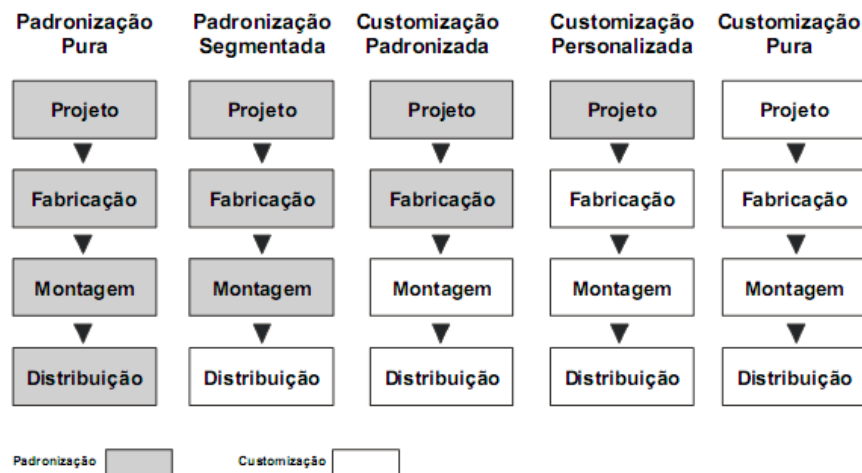 Padronização Pura
Padronização Segmentada
Customização Padronizada
Customização Personalizada
Customização Pura
Projeto
Projeto
Projeto
Projeto
Projeto
Fabricação
Fabricação
Fabricação
Fabricação
Fabricação
Montagem
Montagem
Montagem
Montagem
Montagem
Distribuição
Distribuição
Distribuição
Distribuição
Distribuição
Padronização
Customização